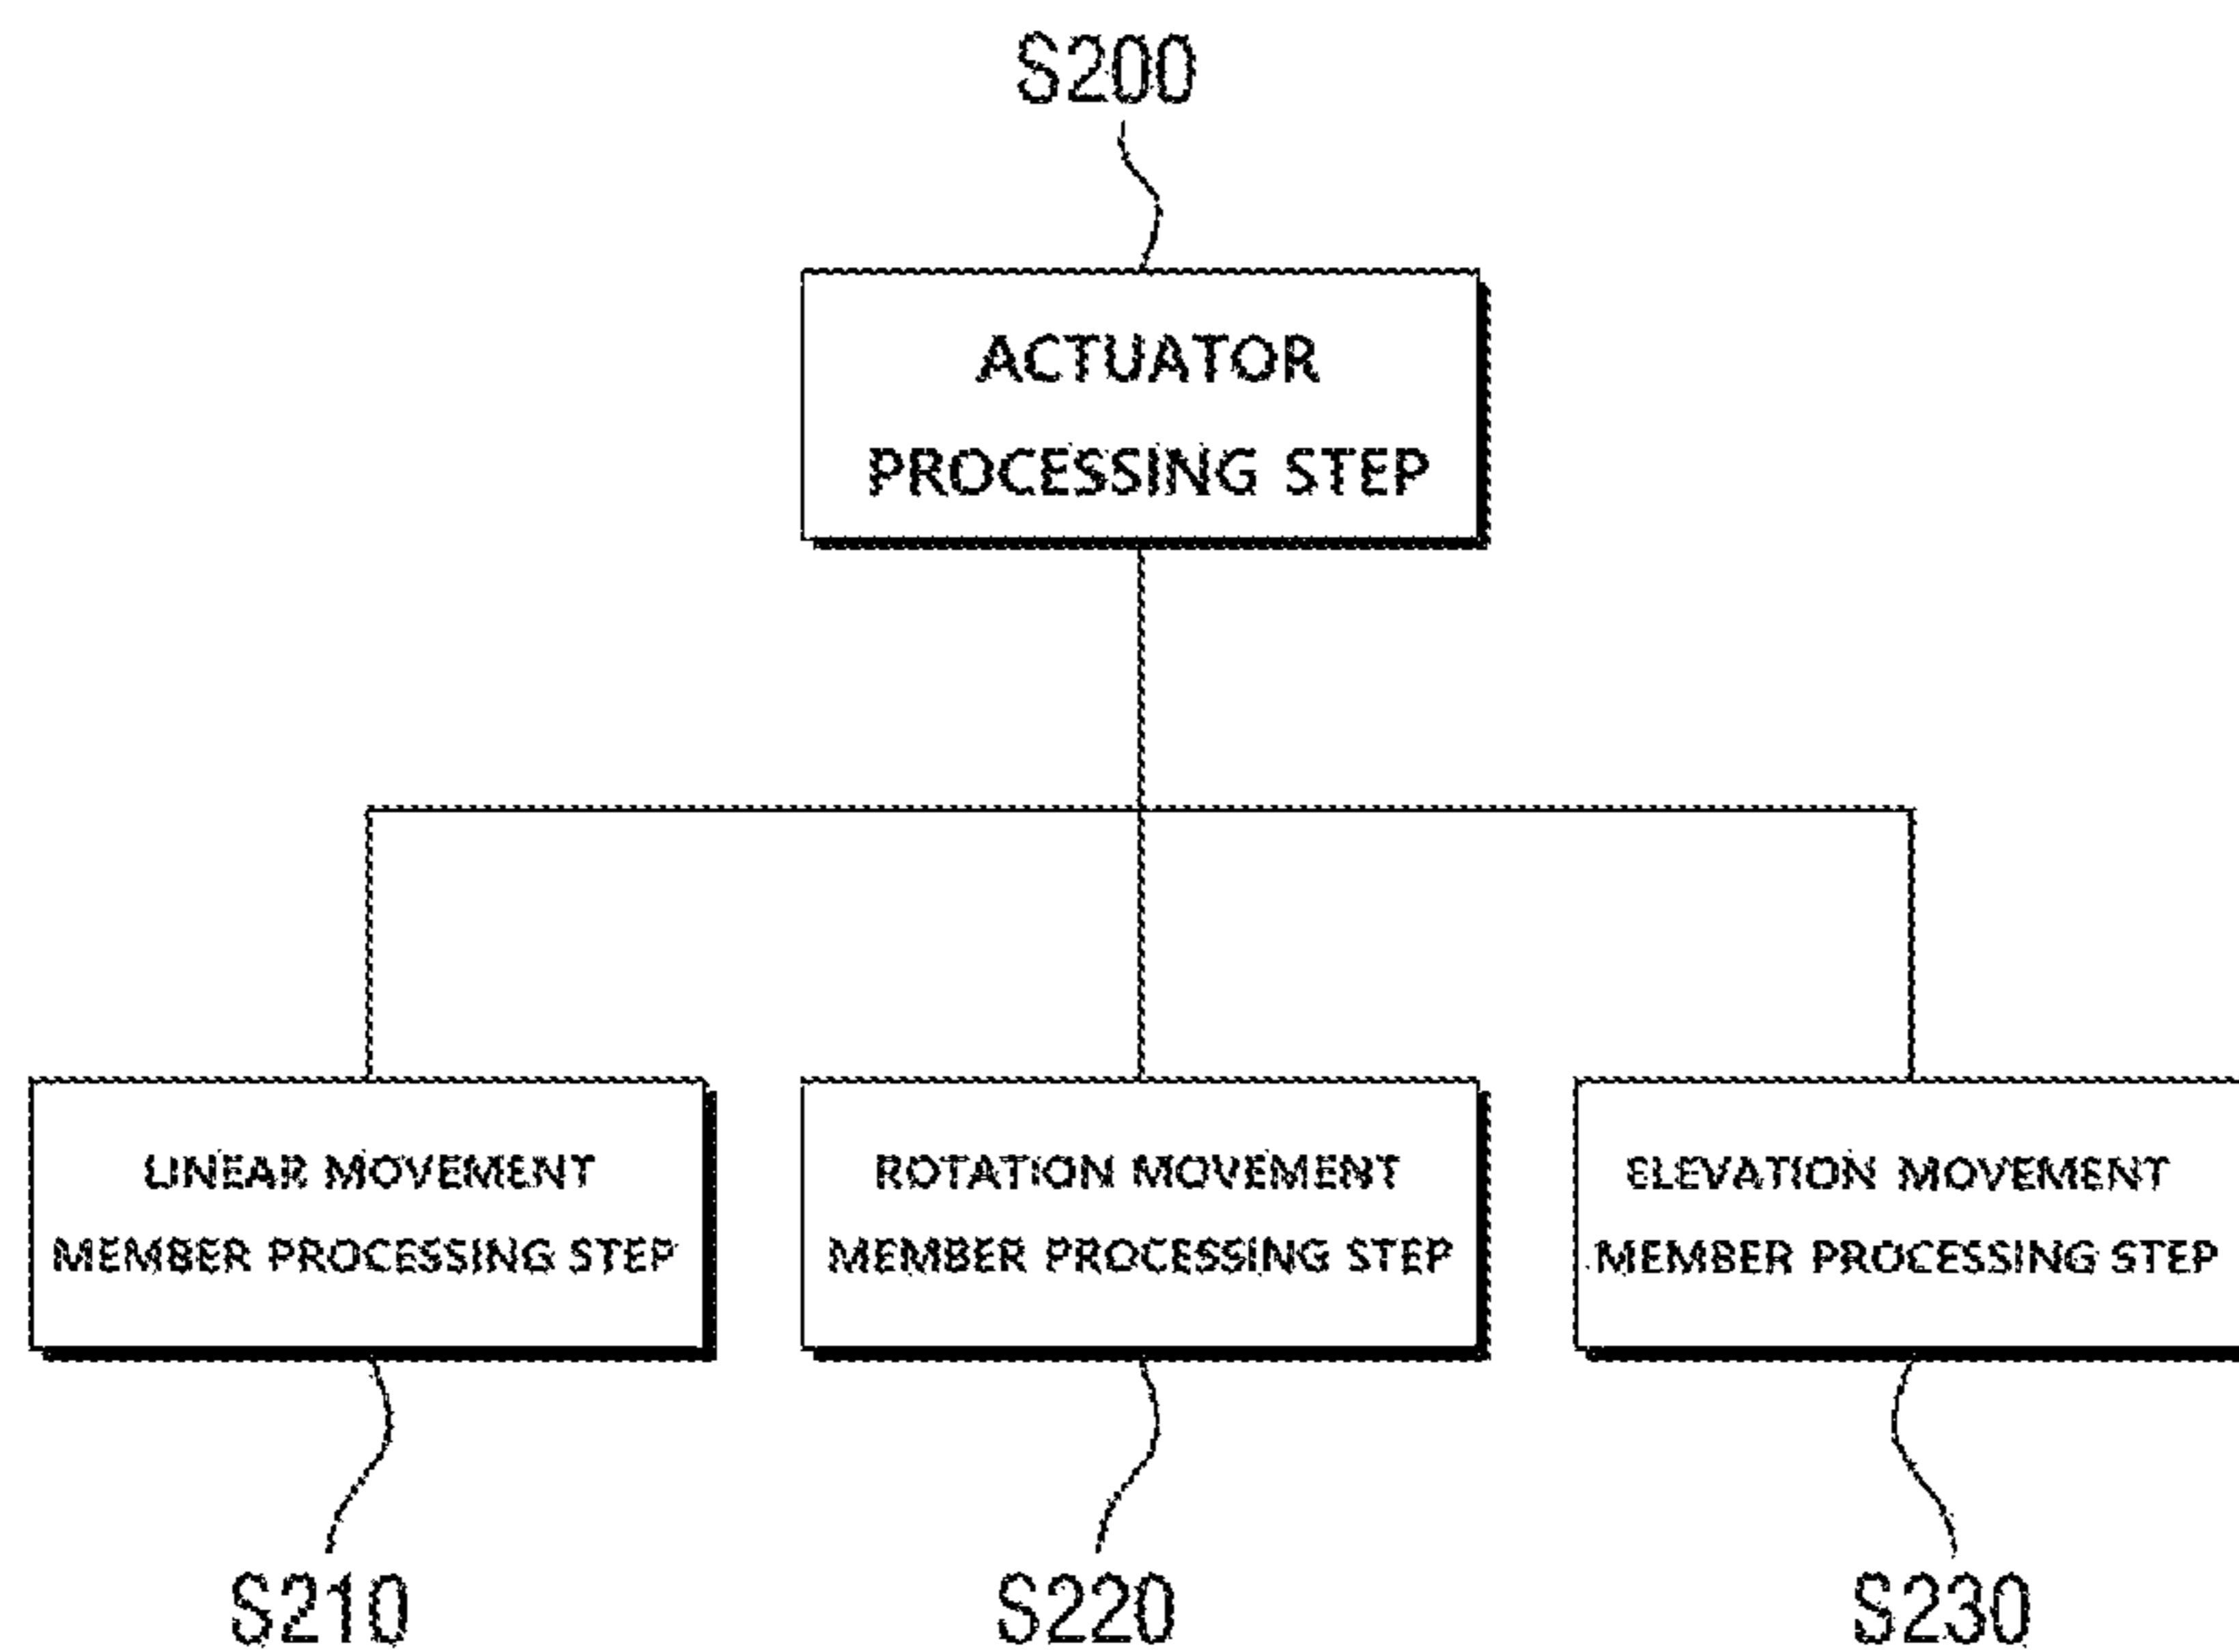 S200
ACTUATOR
PROCESSING STEP
LINEAR MOVEMENT
MEMBER PROCESSING STEP
ROTATION MOVEMENT
MEMBER PROCESSING STEP
ELEVATION MOVEMENT
MEMBER PROCESSING STEP
S210
S220
S230